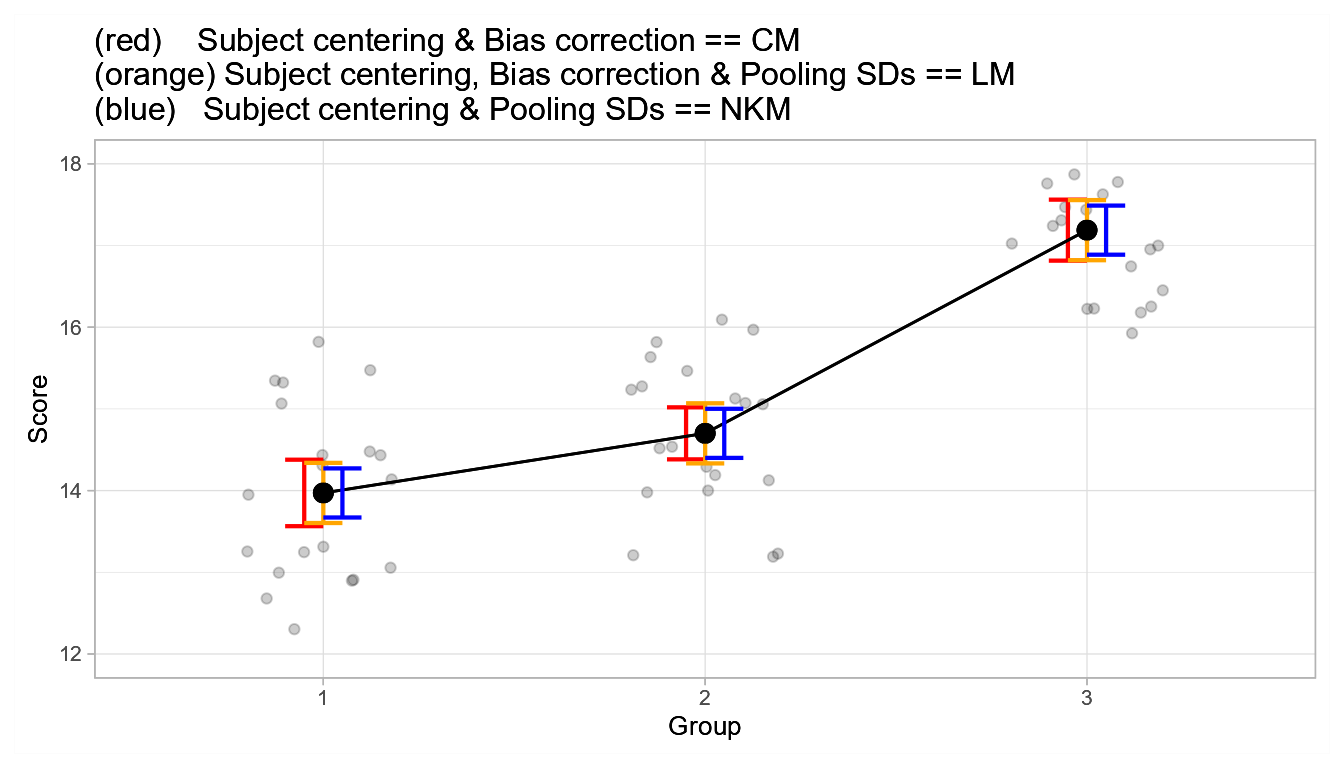 (red)    Subject centering & Bias correction == CM
(orange) Subject centering, Bias correction & Pooling SDs == LM
(blue)   Subject centering & Pooling SDs == NKM
18
16
14
12
Score
1 2 3
Group